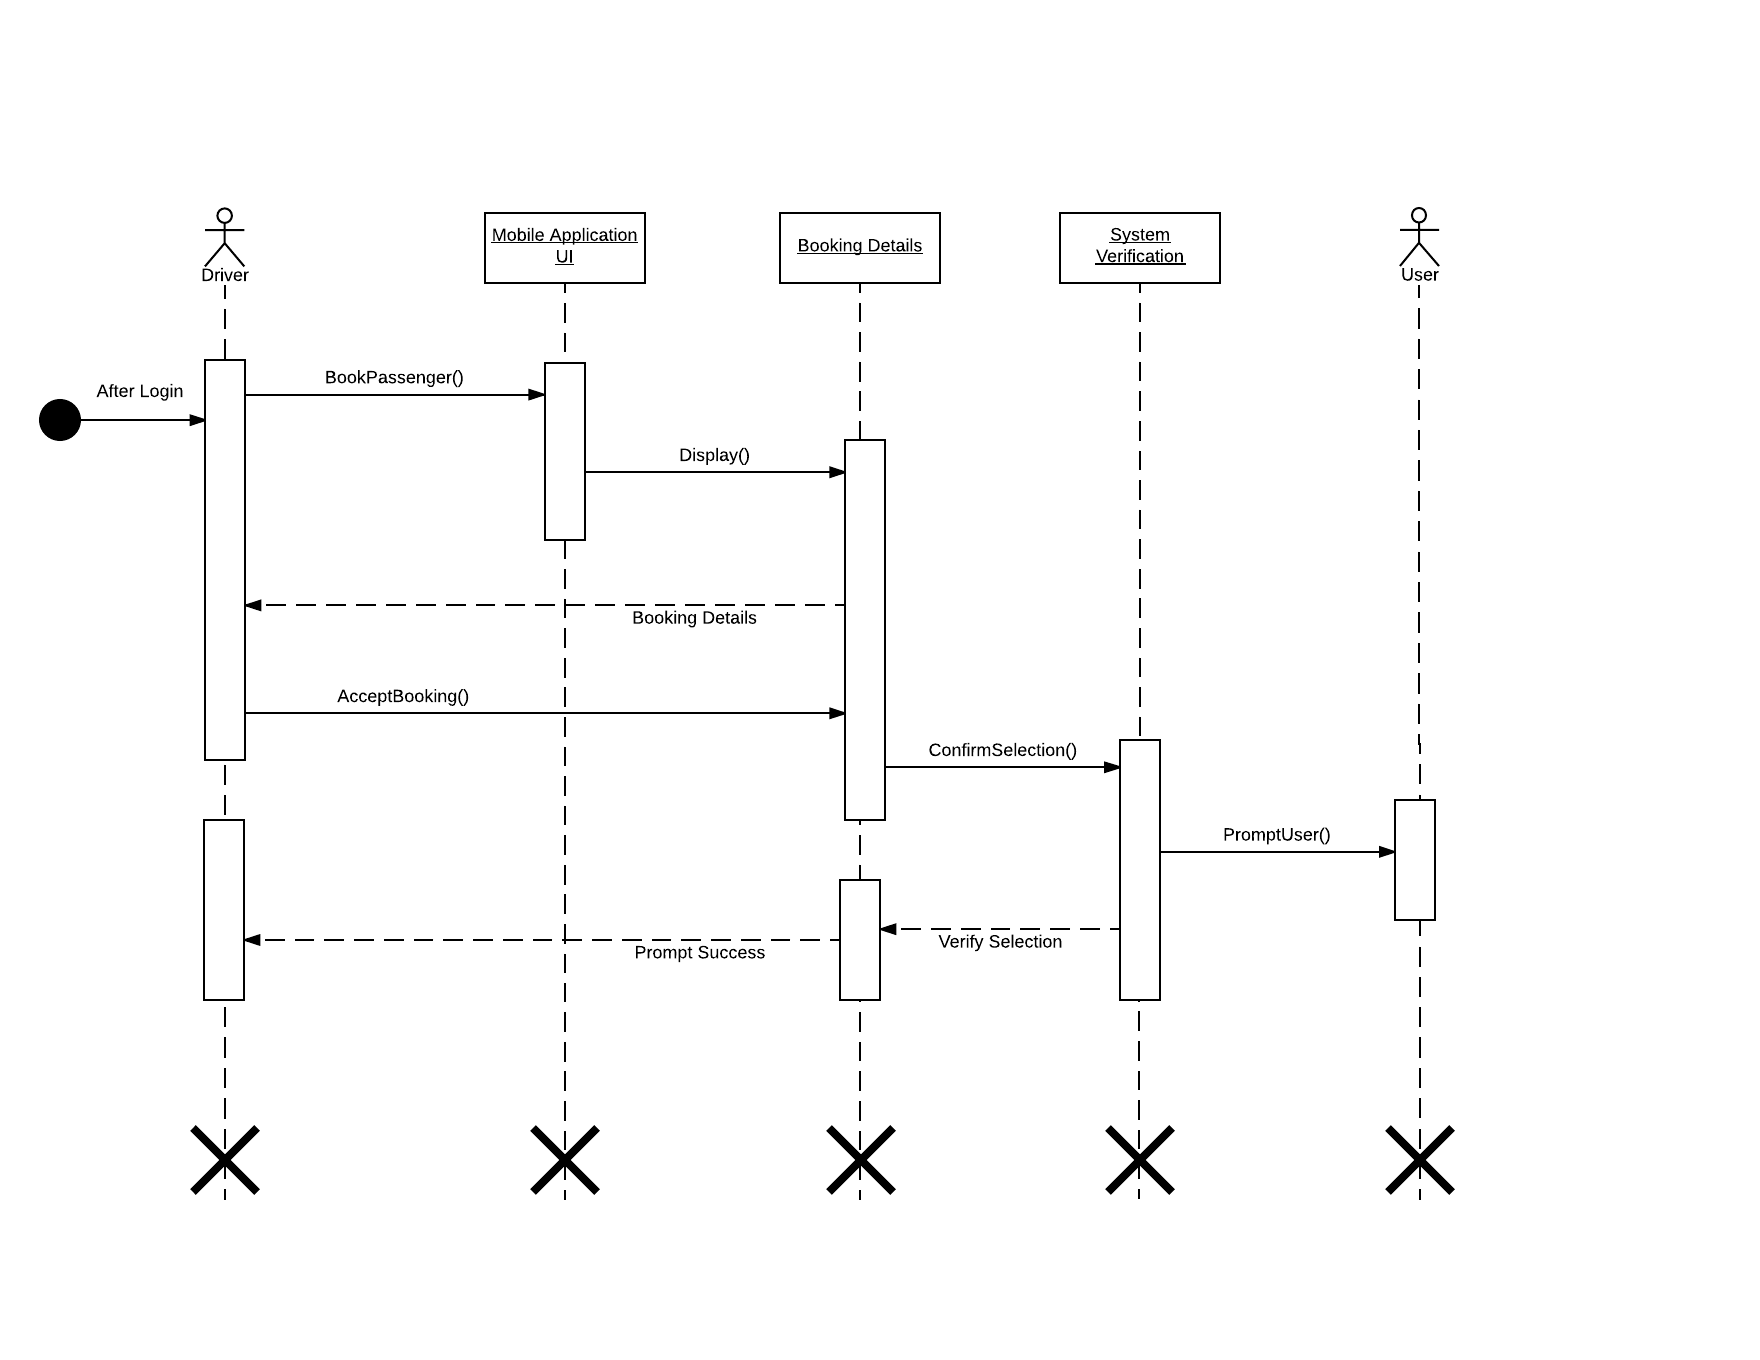 Driver
Mobile Application
UI
Booking Details
System
Verification
User
After Login
BookPassenger()
Display()
Booking Details
AcceptBooking()
ConfirmSelection()
PromptUser()
Verify Selection
Prompt Success